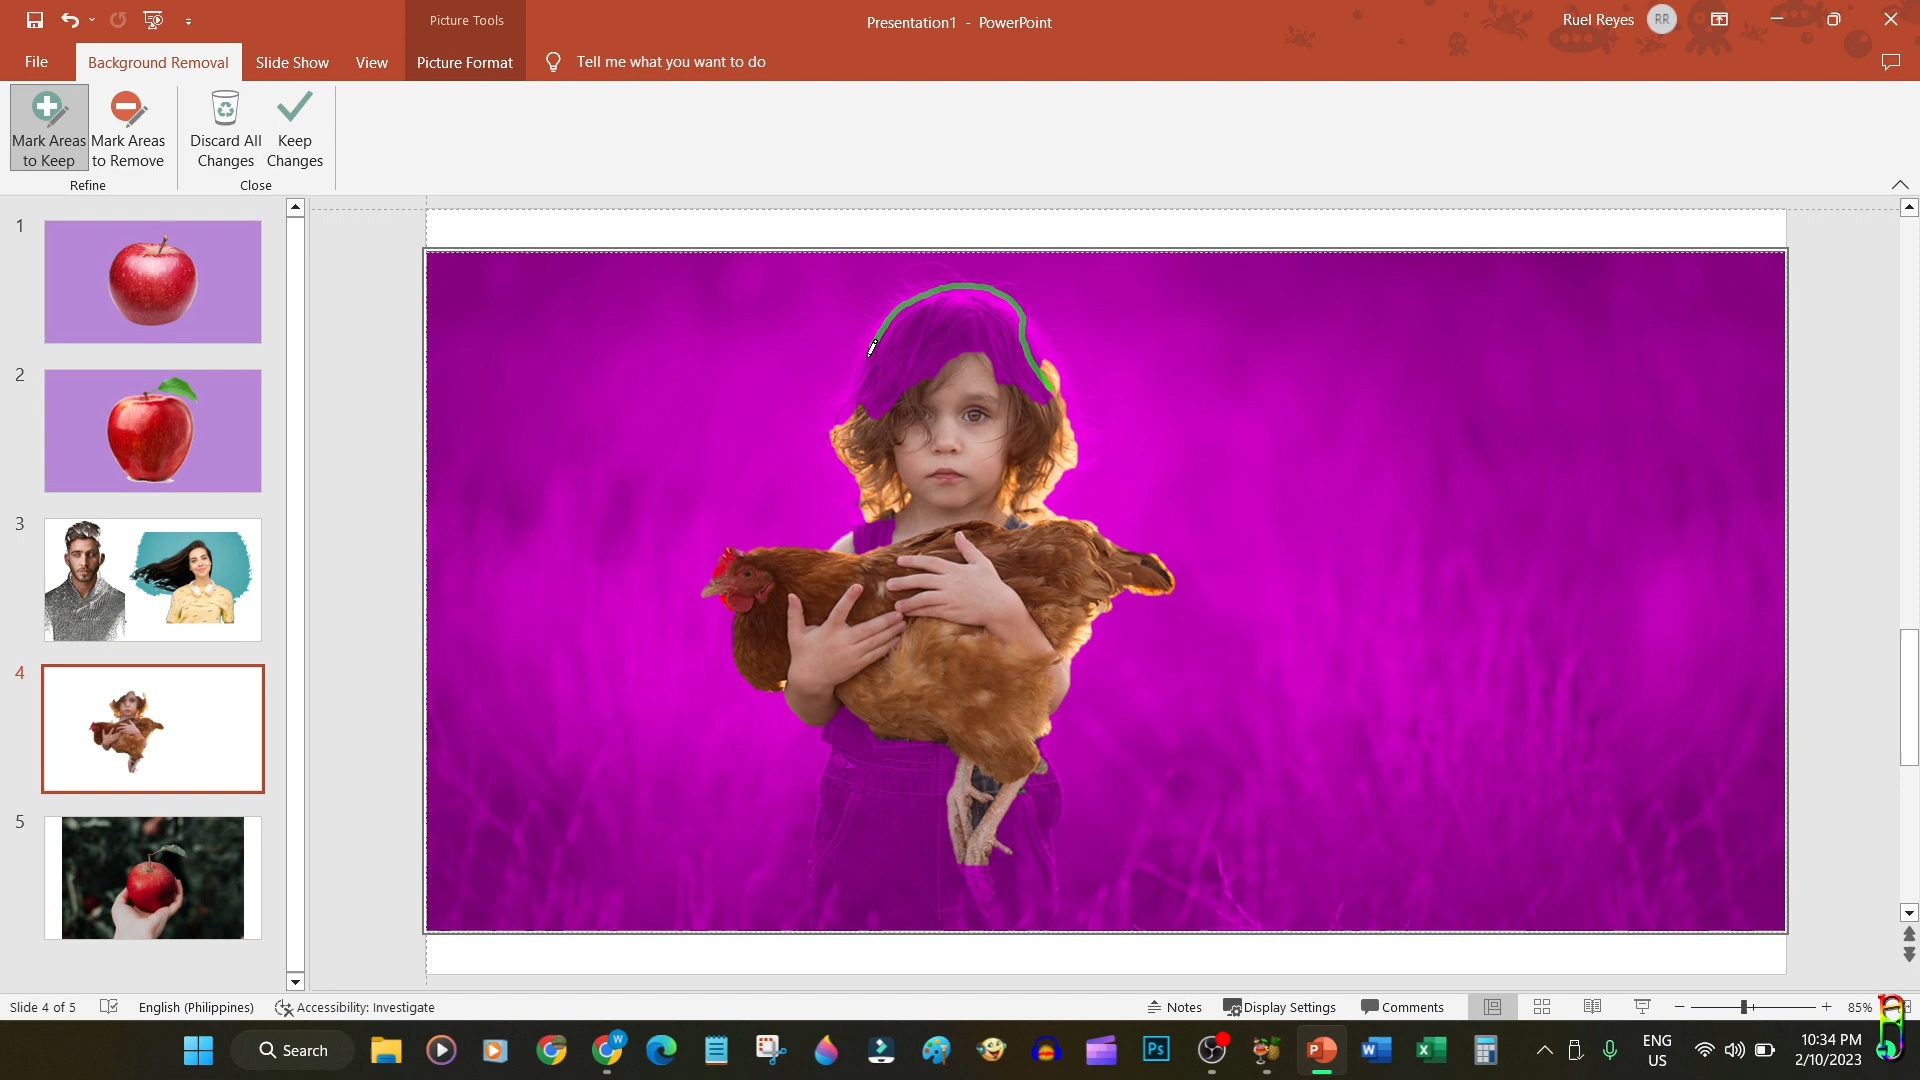 Picture Tools
Presentation1 - PowerPoint
Ruel Reyes
RR
File
Background Removal
Slide Show
View
Picture Format
Tell me what you want to do
Mark Areas
to Keep
Mark Areas
to Remove
Discard All
Changes
Keep
Changes
Refine
Close
1
2
3
4
5
Slide 4 of 5
English (Philippines)
Accessibility: Investigate
Notes
Display Settings
Comments
85%
Search
W
Ps
P
W
X
ENG
US
10:34 PM
2/10/2023